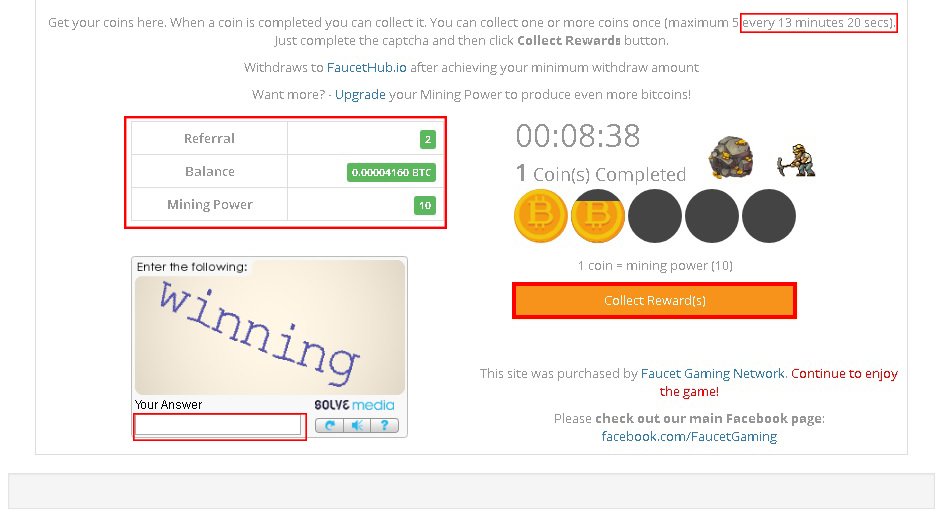 Get your coins here. When a coin is completed you can collect it. You can collect one or more coins once (maximum 5 every 13 minutes 20 secs).
Just complete the captcha and then click Collect Rewards button.
Withdraws to FaucetHub.io after achieving your minimum withdraw amount
Want more? - Upgrade your Mining Power to produce even more bitcoins!
Referral 2
Balance 0.00004160 BTC
Mining Power 10
00:08:38
1 Coin(s) Completed
1 coin = mining power (10)
Collect Reward(s)
Enter the following:
winning
Your Answer
SOLVE media
?
This site was purchased by Faucet Gaming Network. Continue to enjoy
the game!
Please check out our main Facebook page:
facebook.com/FaucetGaming